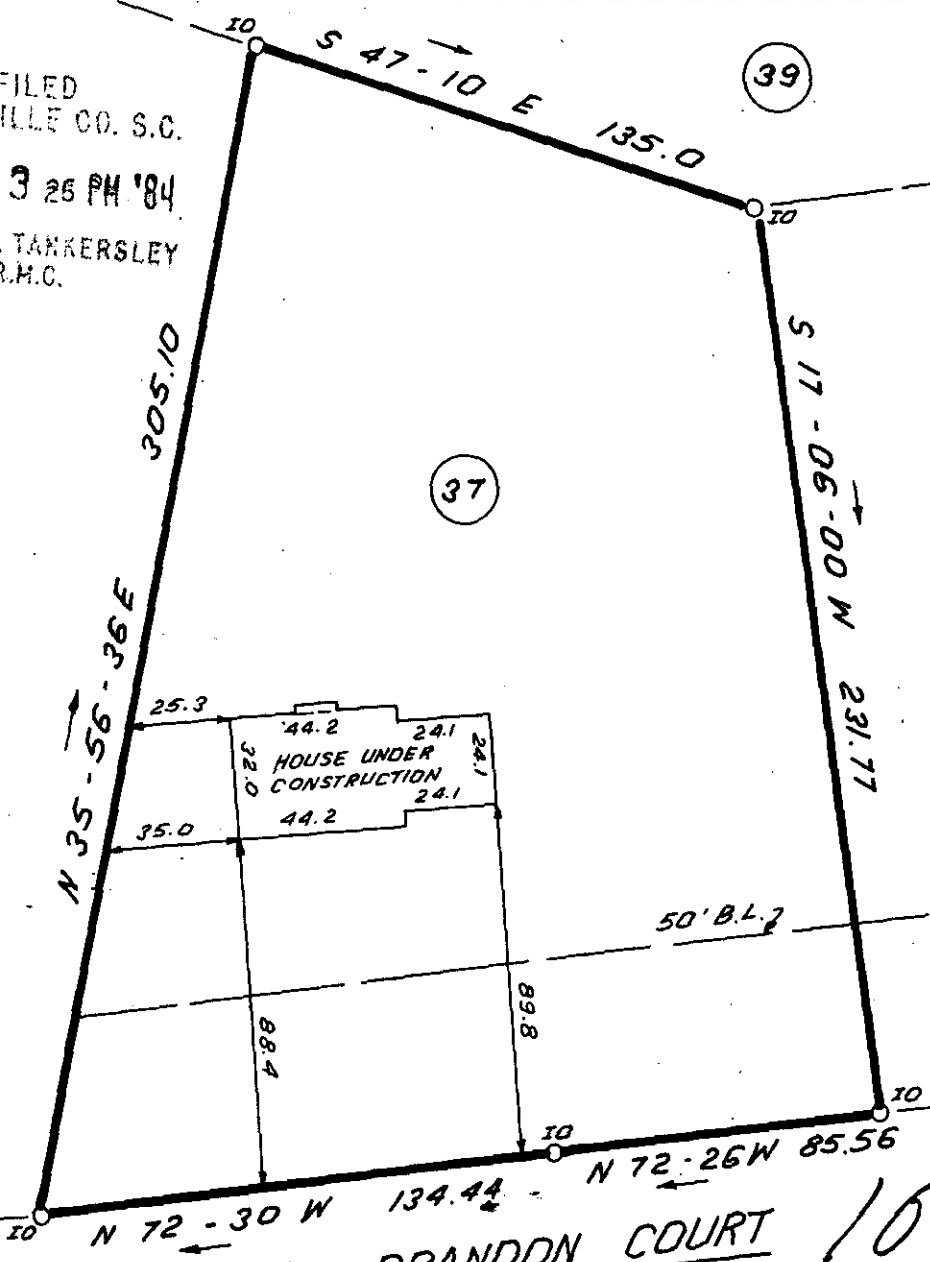 IO
S 47-10 E 135.0
39
FILED
ILLE CO. S.C.
3 25 PM '84
TANKERSLEY
R.M.C.
IO
305.10
S 17-06-00 W 231.77
37
N 35-56-36 E
25.3
44.2
24.1
24.1
32.0
HOUSE UNDER
CONSTRUCTION
24.1
44.2
35.0
50' B.L.
89.8
88.4
IO
IO
N 72-26 W 85.56
IO
N 72-30 W 134.44
BRANDON COURT